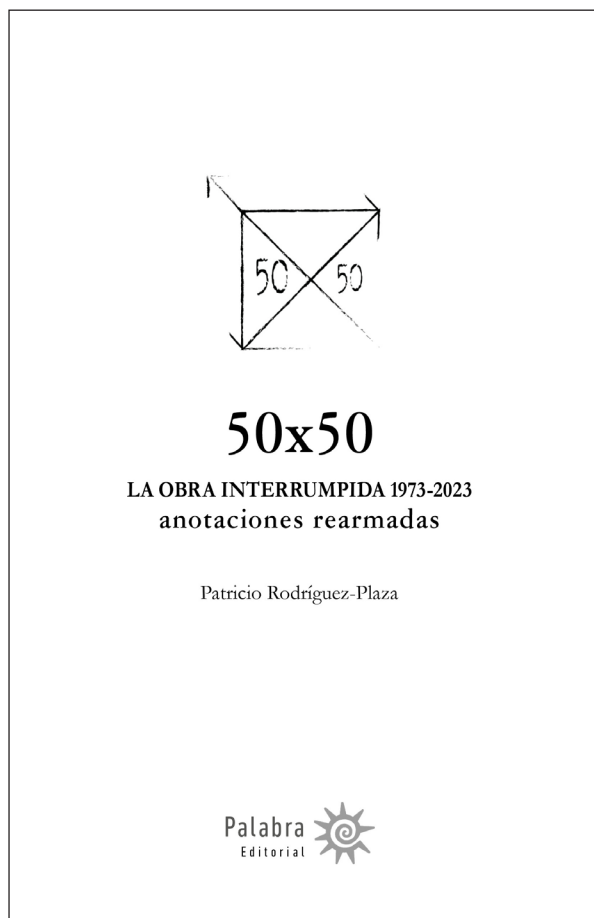 50 50
50x50
LA OBRA INTERRUMPIDA 1973-2023
anotaciones rearmadas
Patricio Rodríguez-Plaza
Palabra
Editorial